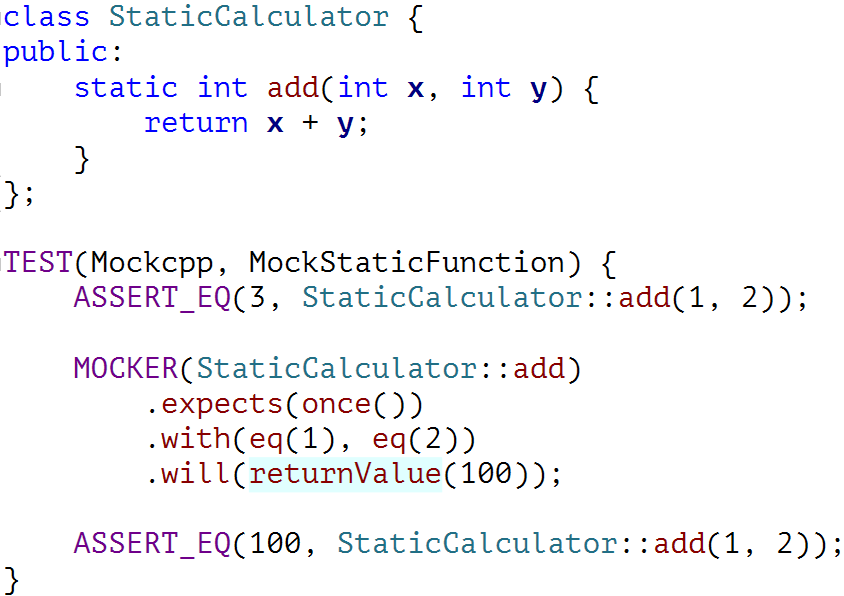 class StaticCalculator {
public:
    static int add(int x, int y) {
        return x + y;
    }
};

TEST(Mockcpp, MockStaticFunction) {
    ASSERT_EQ(3, StaticCalculator::add(1, 2));

    MOCKER(StaticCalculator::add)
        .expects(once())
        .with(eq(1), eq(2))
        .will(returnValue(100));

    ASSERT_EQ(100, StaticCalculator::add(1, 2));
}